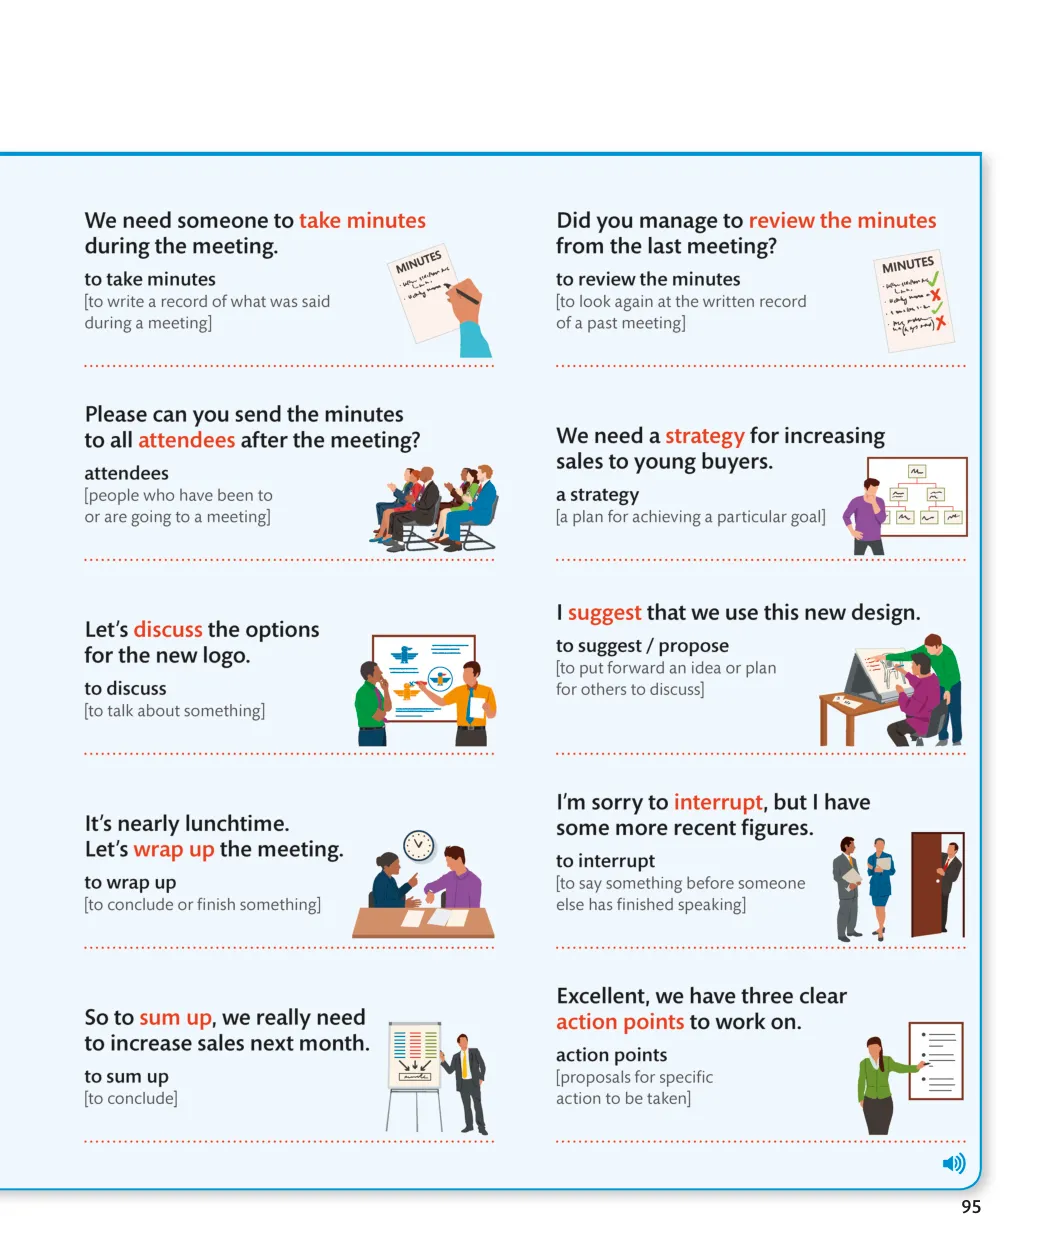 We need someone to take minutes
during the meeting.
to take minutes
[to write a record of what was said
during a meeting]
MINUTES
Did you manage to review the minutes
from the last meeting?
to review the minutes
[to look again at the written record
of a past meeting]
MINUTES
Please can you send the minutes
to all attendees after the meeting?
attendees
[people who have been to
or are going to a meeting]
We need a strategy for increasing
sales to young buyers.
a strategy
[a plan for achieving a particular goal]
Let's discuss the options
for the new logo.
to discuss
[to talk about something]
I suggest that we use this new design.
to suggest / propose
[to put forward an idea or plan
for others to discuss]
It's nearly lunchtime.
Let's wrap up the meeting.
to wrap up
[to conclude or finish something]
I'm sorry to interrupt, but I have
some more recent figures.
to interrupt
[to say something before someone
else has finished speaking]
So to sum up, we really need
to increase sales next month.
to sum up
[to conclude]
Excellent, we have three clear
action points to work on.
action points
[proposals for specific
action to be taken]
95